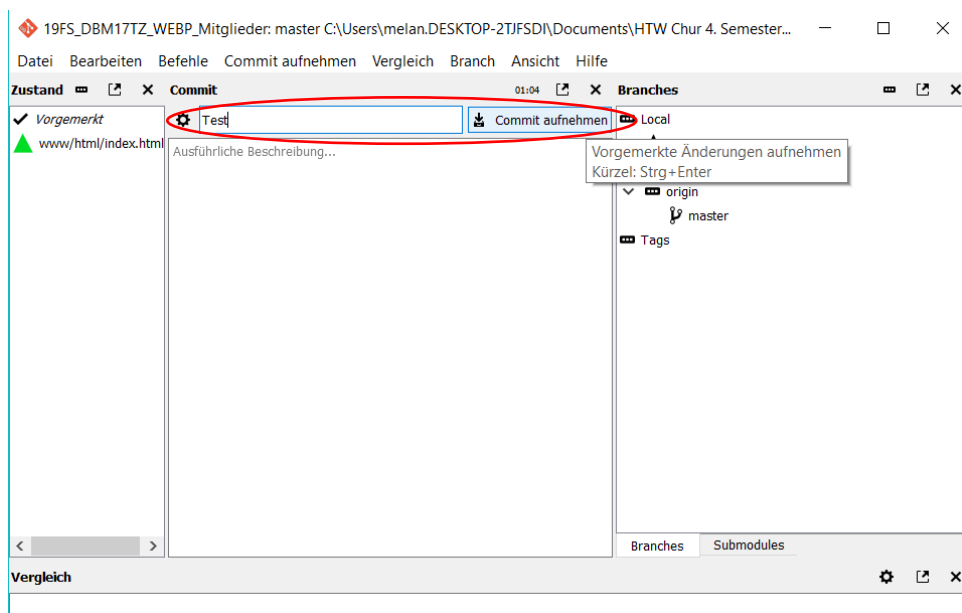 19FS_DBM17TZ_WEBP_Mitglieder: master C:\Users\melan.DESKTOP-2TJFSDI\Documents\HTW Chur 4. Semester...
Datei Bearbeiten Befehle Commit aufnehmen Vergleich Branch Ansicht Hilfe
Zustand
Commit 01:04
Branches
Vorgemerkt
www/html/index.html
Test
Commit aufnehmen
Ausführliche Beschreibung...
Local
Vorgemerkte Änderungen aufnehmen
Kürzel: Strg+Enter
origin
master
Tags
Branches Submodules
Vergleich